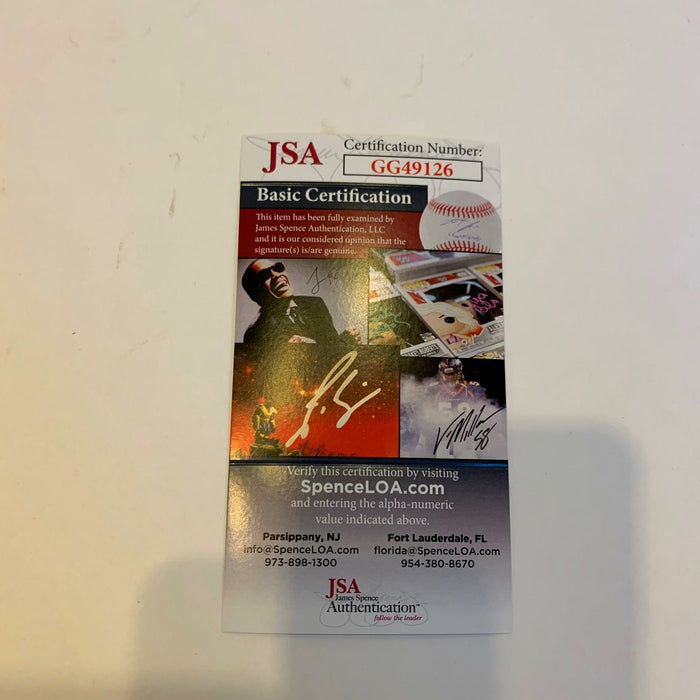 JSA
Certification Number:
GG49126
Basic Certification
This item has been fully examined by
James Spence Authentication, LLC
and it is our considered opinion that the
signature(s) is/are genuine.
58
Verify this certification by visiting
SpenceLOA.com
and entering the alpha-numeric
value indicated above.
Parsippany, NJ
info@SpenceLOA.com
973-898-1300
Fort Lauderdale, FL
florida@SpenceLOA.com
954-380-8670
JSA
James Spence
Authentication™
follow the leader